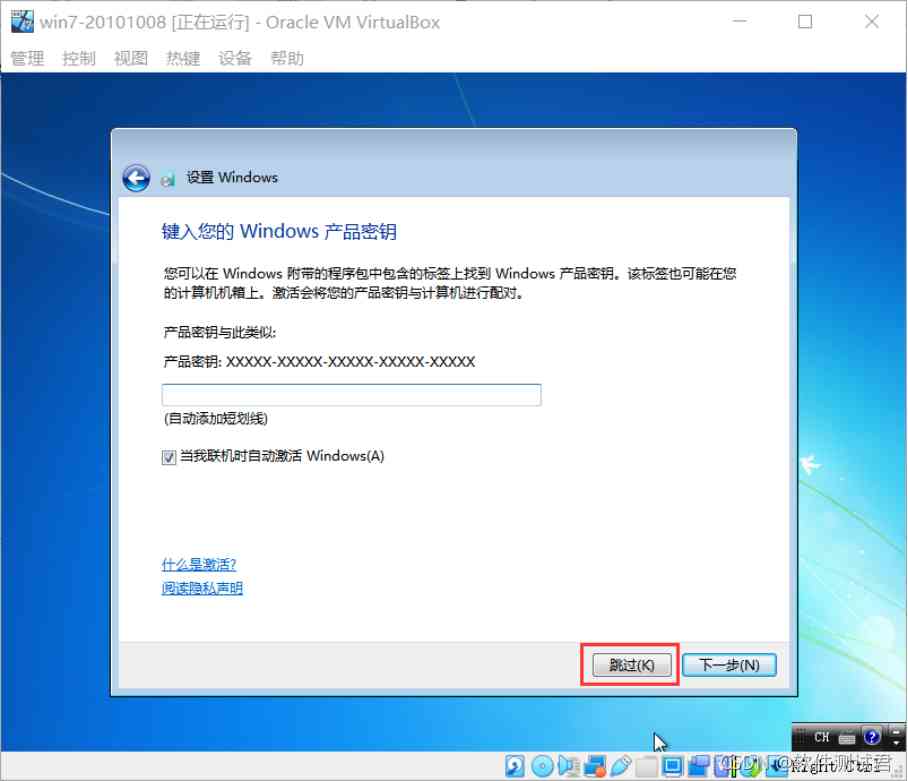 win7-20101008 [正在运行] - Oracle VM VirtualBox
管理 控制 视图 热键 设备 帮助
设置 Windows
键入您的 Windows 产品密钥
您可以在 Windows 附带的程序包中包含的标签上找到 Windows 产品密钥。该标签也可能在您
的计算机机箱上。激活会将您的产品密钥与计算机进行配对。
产品密钥与此类似:
产品密钥: XXXXX-XXXXX-XXXXX-XXXXX-XXXXX
(自动添加短划线)
当我联机时自动激活 Windows(A)
什么是激活?
阅读隐私声明
跳过(K) 下一步(N)
CH
Right Ctrl
CSDN @软件测试君